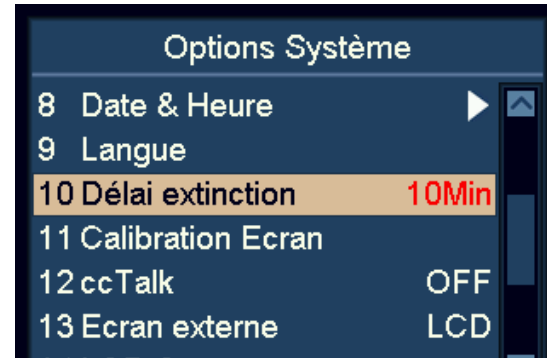 Options Système
8 Date & Heure
9 Langue
10 Délai extinction 10Min
11 Calibration Ecran
12 ccTalk OFF
13 Ecran externe LCD